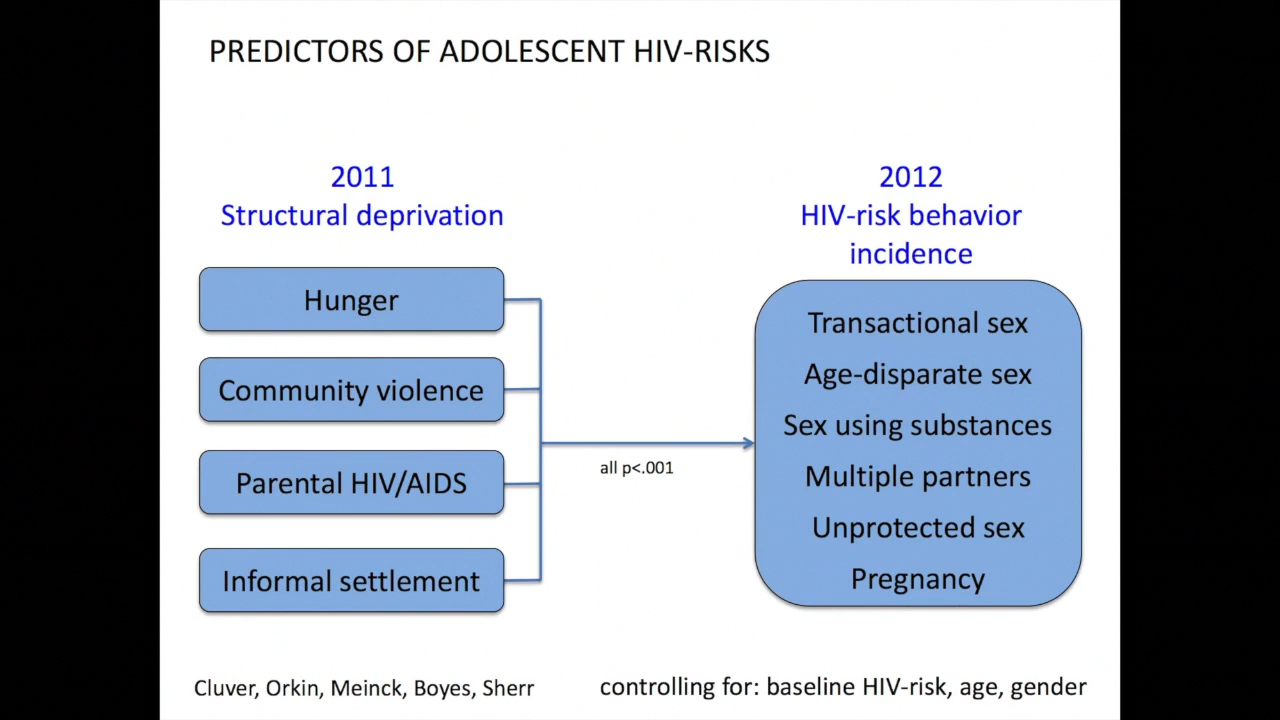 PREDICTORS OF ADOLESCENT HIV-RISKS
2011
Structural deprivation
Hunger
Community violence
Parental HIV/AIDS
Informal settlement
all p<.001
2012
HIV-risk behavior
incidence
Transactional sex
Age-disparate sex
Sex using substances
Multiple partners
Unprotected sex
Pregnancy
Cluver, Orkin, Meinck, Boyes, Sherr
controlling for: baseline HIV-risk, age, gender